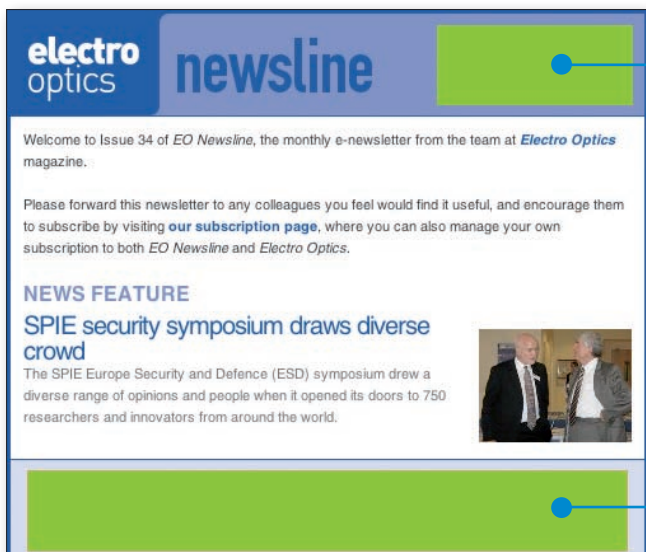 electro
optics
newsline
Welcome to Issue 34 of EO Newsline, the monthly e-newsletter from the team at Electro Optics
magazine.
Please forward this newsletter to any colleagues you feel would find it useful, and encourage them
to subscribe by visiting our subscription page, where you can also manage your own
subscription to both EO Newsline and Electro Optics.
NEWS FEATURE
SPIE security symposium draws diverse
crowd
The SPIE Europe Security and Defence (ESD) symposium drew a
diverse range of opinions and people when it opened its doors to 750
researchers and innovators from around the world.